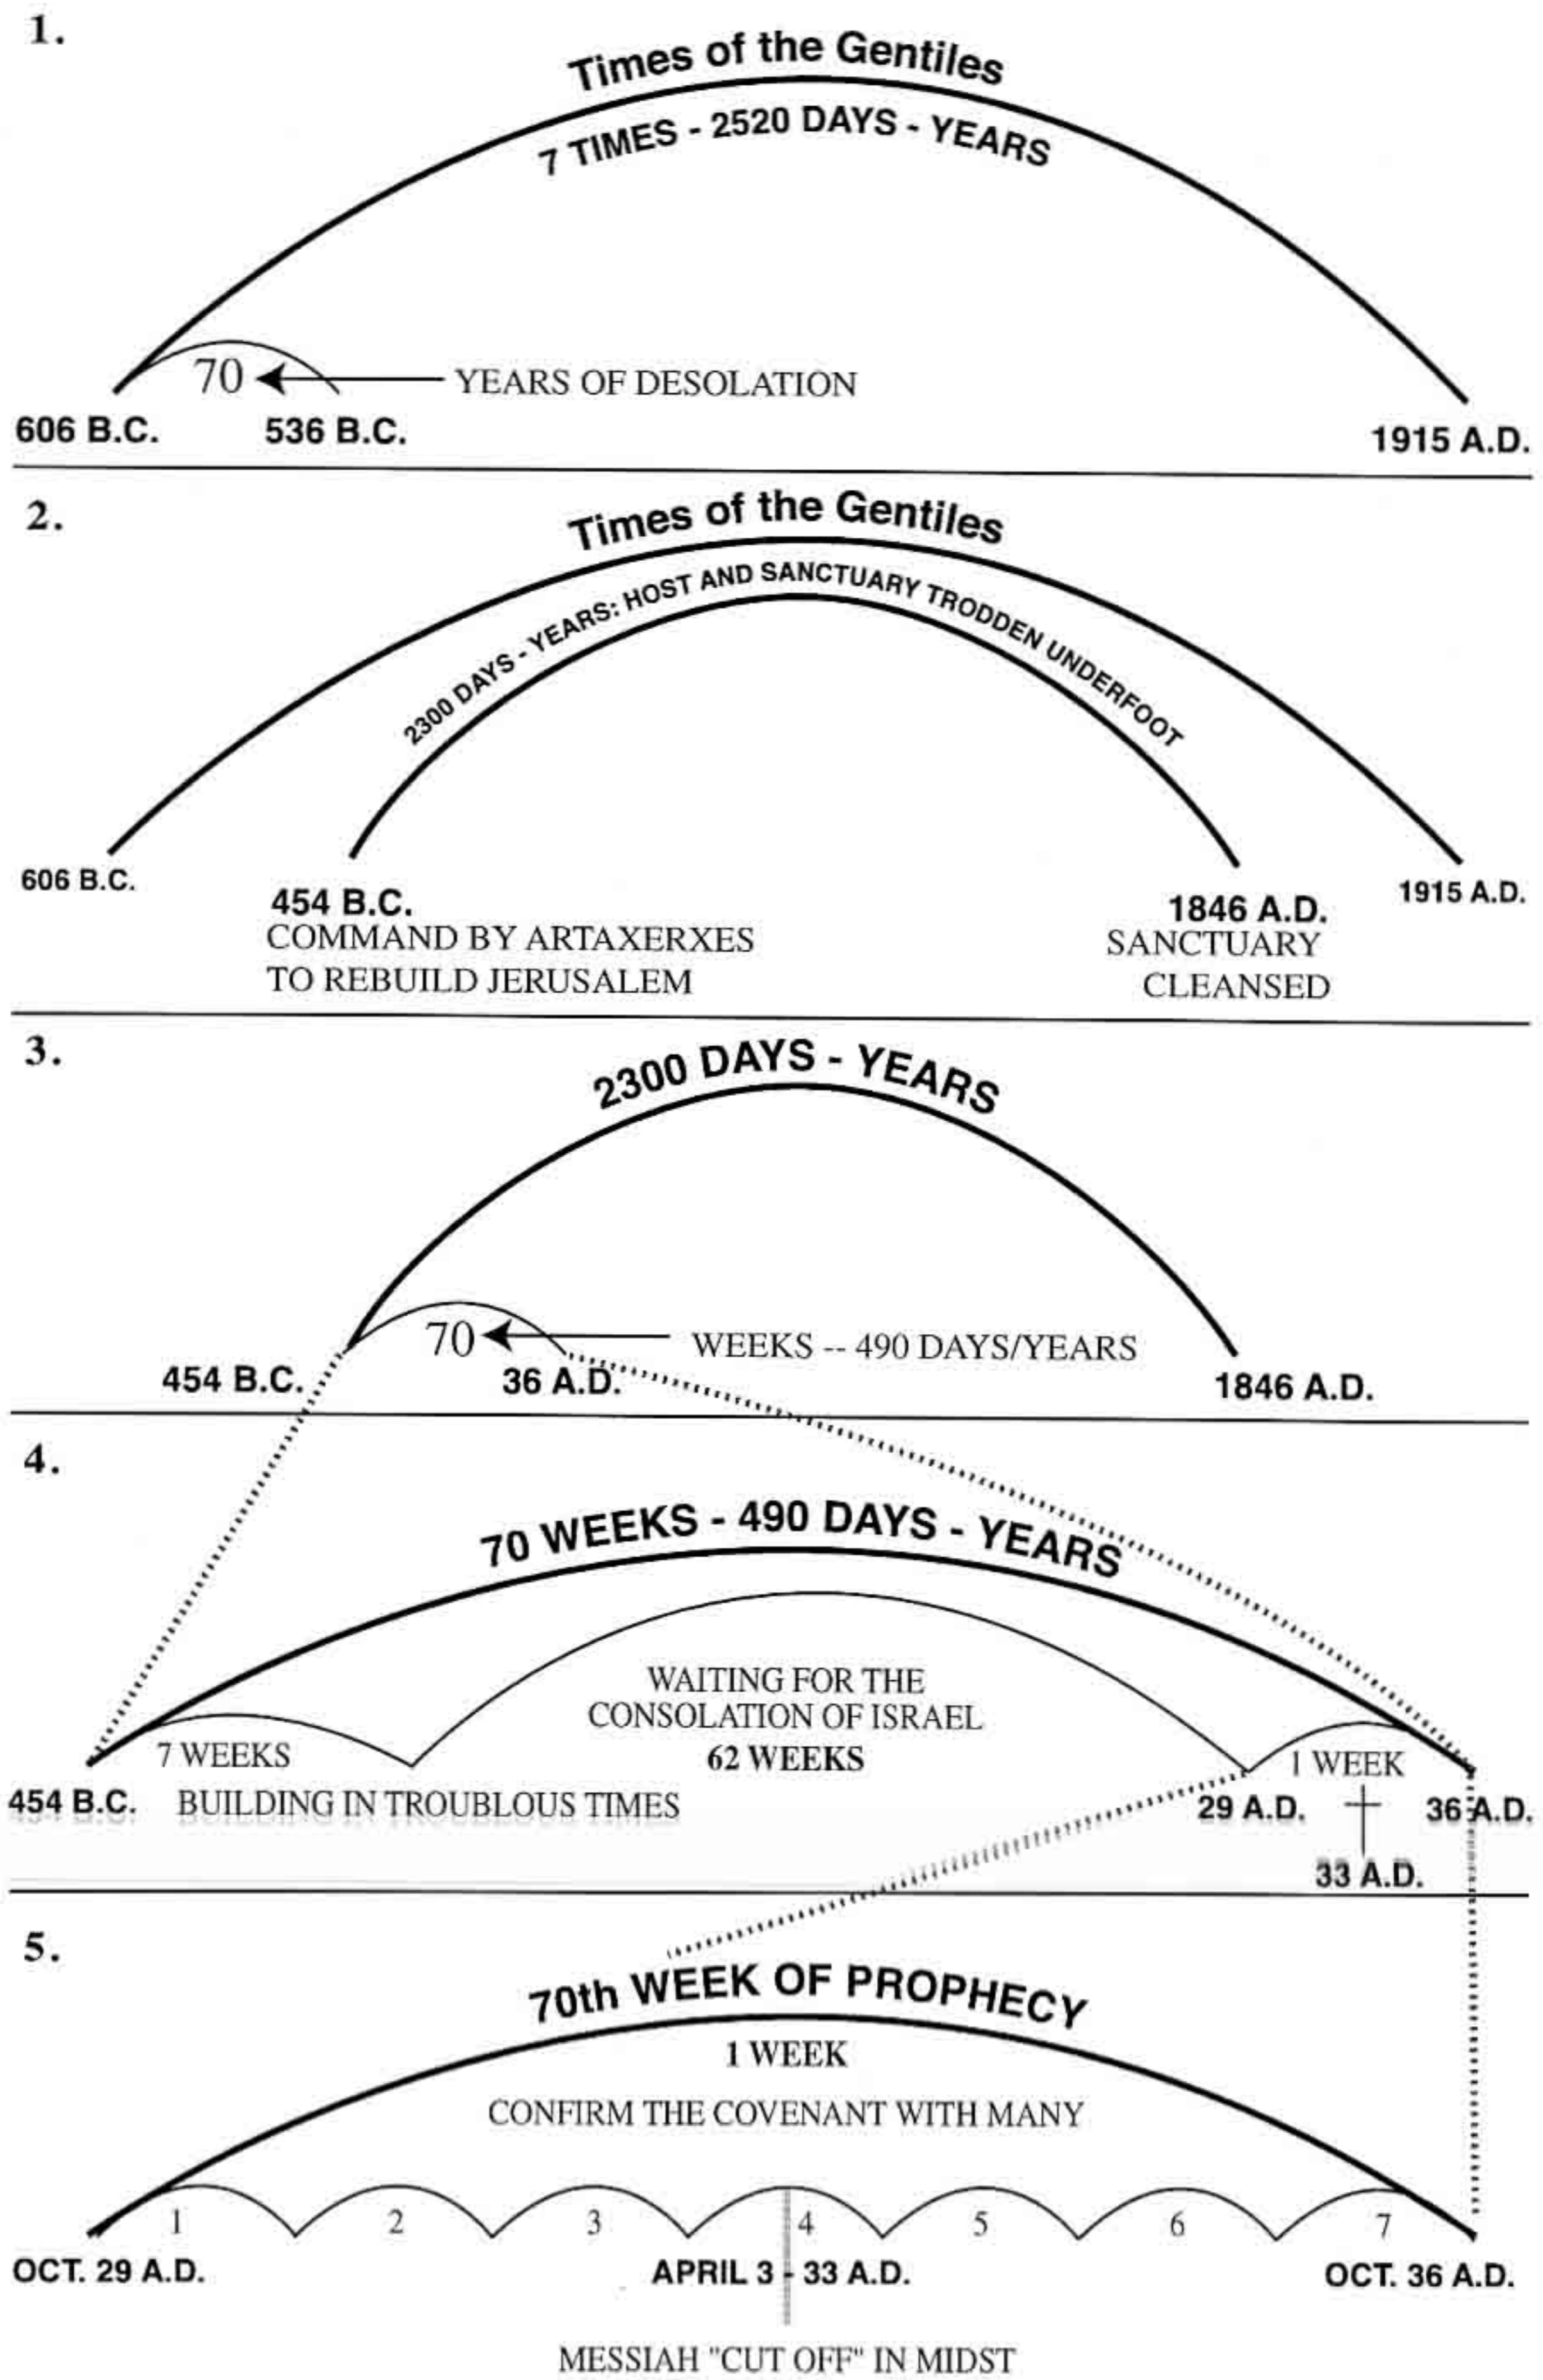 1.
Times of the Gentiles
7 TIMES - 2520 DAYS - YEARS
70
YEARS OF DESOLATION
606 B.C.
536 B.C.
1915 A.D.
2.
Times of the Gentiles
2300 DAYS - YEARS: HOST AND SANCTUARY TRODDEN UNDERFOOT
606 B.C.
1915 A.D.
454 B.C.
COMMAND BY ARTAXERXES
TO REBUILD JERUSALEM
1846 A.D.
SANCTUARY
CLEANSED
3.
2300 DAYS - YEARS
70
WEEKS -- 490 DAYS/YEARS
454 B.C.
36 A.D.
1846 A.D.
4.
70 WEEKS - 490 DAYS - YEARS
WAITING FOR THE
CONSOLATION OF ISRAEL
62 WEEKS
7 WEEKS
1 WEEK
454 B.C.
BUILDING IN TROUBLOUS TIMES
29 A.D.
36 A.D.
33 A.D.
5.
70th WEEK OF PROPHECY
1 WEEK
CONFIRM THE COVENANT WITH MANY
1
2
3
4
5
6
7
OCT. 29 A.D.
APRIL 3 - 33 A.D.
OCT. 36 A.D.
MESSIAH "CUT OFF" IN MIDST